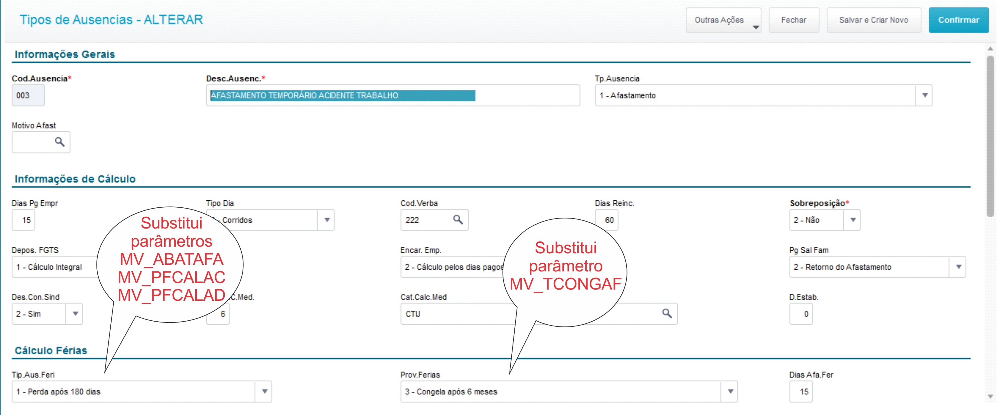 Tipos de Ausencias - ALTERAR
Outras Ações
Fechar
Salvar e Criar Novo
Confirmar
Informações Gerais
Cod.Ausencia*
Desc.Ausenc.*
Tp.Ausencia
003
AFASTAMENTO TEMPORÁRIO ACIDENTE TRABALHO
1 - Afastamento
Motivo Afast
Informações de Cálculo
Dias Pg Empr
Tipo Dia
Cod.Verba
Dias Reinc.
Sobreposição*
15
- Corridos
222
60
2 - Não
Substitui
parâmetros
MV_ABATAFA
MV_PFCALAC
MV_PFCALAD
Substitui
parâmetro
MV_TCONGAF
Depos. FGTS
Encar. Emp.
Pg Sal Fam
1 - Cálculo Integral
2 - Cálculo pelos dias pagos
2 - Retorno do Afastamento
Des.Con.Sind
C.Med.
Cat.Calc.Med
D.Estab.
2 - Sim
6
CTIJ
0
Cálculo Férias
Tip.Aus.Feri
Prov.Ferias
Dias Afa.Fer
1 - Perda após 180 dias
3 - Congela após 6 meses
15